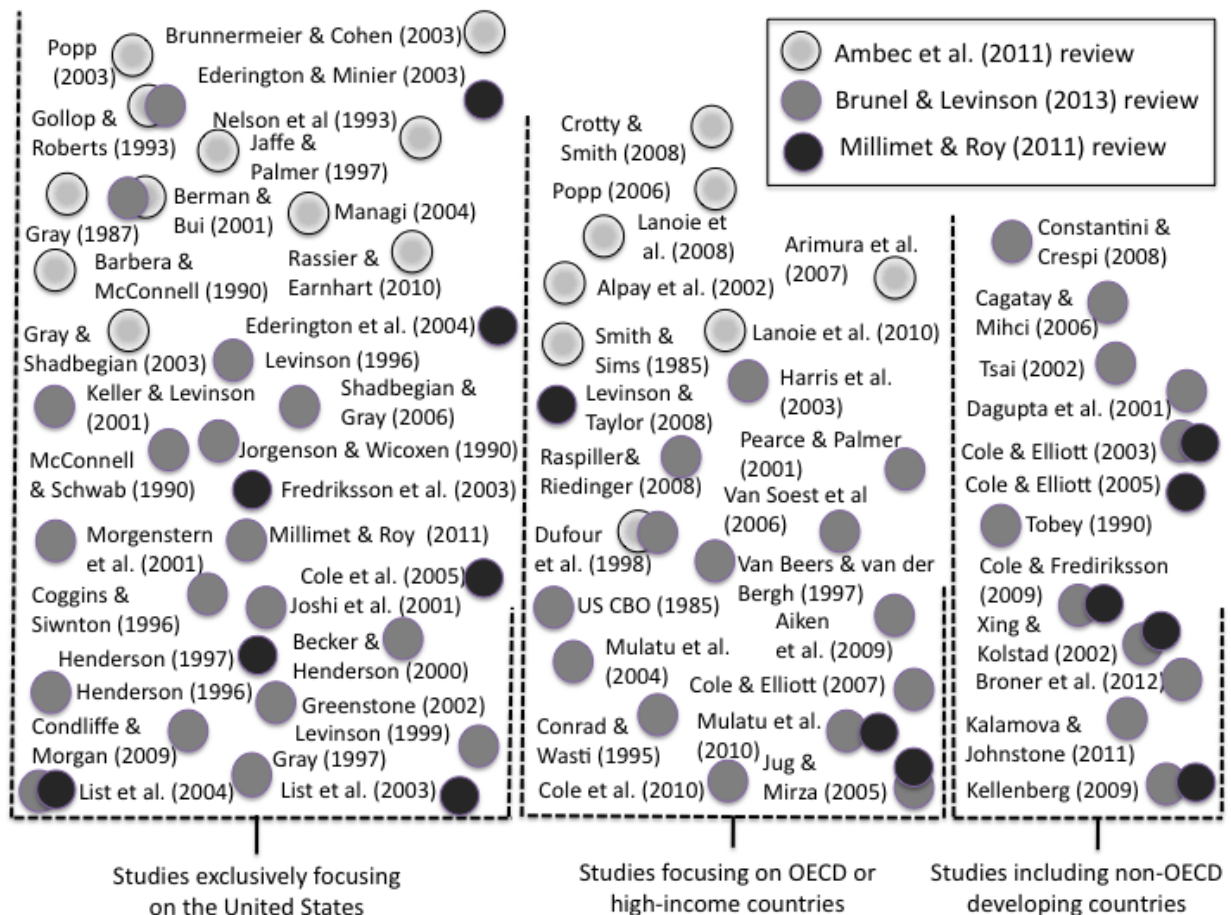 Popp
(2003)
Brunnermeier & Cohen (2003)
Ederington & Minier (2003)
Gollop &
Roberts (1993)
Nelson et al (1993)
Jaffe &
Palmer (1997)
Gray (1987)
Berman &
Bui (2001)
Managi (2004)
Barbera &
McConnell (1990)
Rassier &
Earnhart (2010)
Gray &
Shadbegian (2003)
Ederington et al. (2004)
Levinson (1996)
Keller & Levinson
(2001)
Shadbegian &
Gray (2006)
McConnell
& Schwab (1990)
Jorgenson & Wicoxen (1990)
Fredriksson et al. (2003)
Morgenstern
et al. (2001)
Millimet & Roy (2011)
Cole et al. (2005)
Coggins &
Siwnton (1996)
Joshi et al. (2001)
Henderson (1997)
Becker &
Henderson (2000)
Henderson (1996)
Greenstone (2002)
Condliffe &
Morgan (2009)
Levinson (1999)
Gray (1997)
List et al. (2004)
List et al. (2003)
Studies exclusively focusing
on the United States
Crotty &
Smith (2008)
Popp (2006)
Lanoie et
al. (2008)
Arimura et al.
(2007)
Alpay et al. (2002)
Smith &
Sims (1985)
Lanoie et al. (2010)
Levinson &
Taylor (2008)
Harris et al.
(2003)
Raspiller&
Riedinger (2008)
Pearce & Palmer
(2001)
Van Soest et al
(2006)
Dufour
et al. (1998)
Van Beers & van der
Bergh (1997)
US CBO (1985)
Aiken
et al. (2009)
Mulatu et al.
(2004)
Cole & Elliott (2007)
Conrad &
Wasti (1995)
Mulatu et al.
(2010)
Cole et al. (2010)
Jug &
Mirza (2005)
Studies focusing on OECD or
high-income countries
Ambec et al. (2011) review
Brunel & Levinson (2013) review
Millimet & Roy (2011) review
Constantini &
Crespi (2008)
Cagatay &
Mihci (2006)
Tsai (2002)
Dagupta et al. (2001)
Cole & Elliott (2003)
Cole & Elliott (2005)
Tobey (1990)
Cole & Frediriksson
(2009)
Xing &
Kolstad (2002)
Broner et al. (2012)
Kalamova &
Johnstone (2011)
Kellenberg (2009)
Studies including non-OECD
developing countries